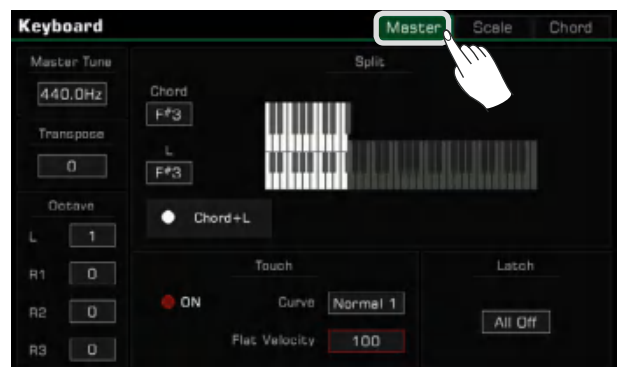 Keyboard
Master Scale Chord
Master Tune
440.0Hz
Transpose
0
Octave
L 1
R1 0
R2 0
R3 0
Split
Chord
F#3
L
F#3
Chord+L
Touch
ON
Curve Normal 1
Flat Velocity 100
Latch
All Off